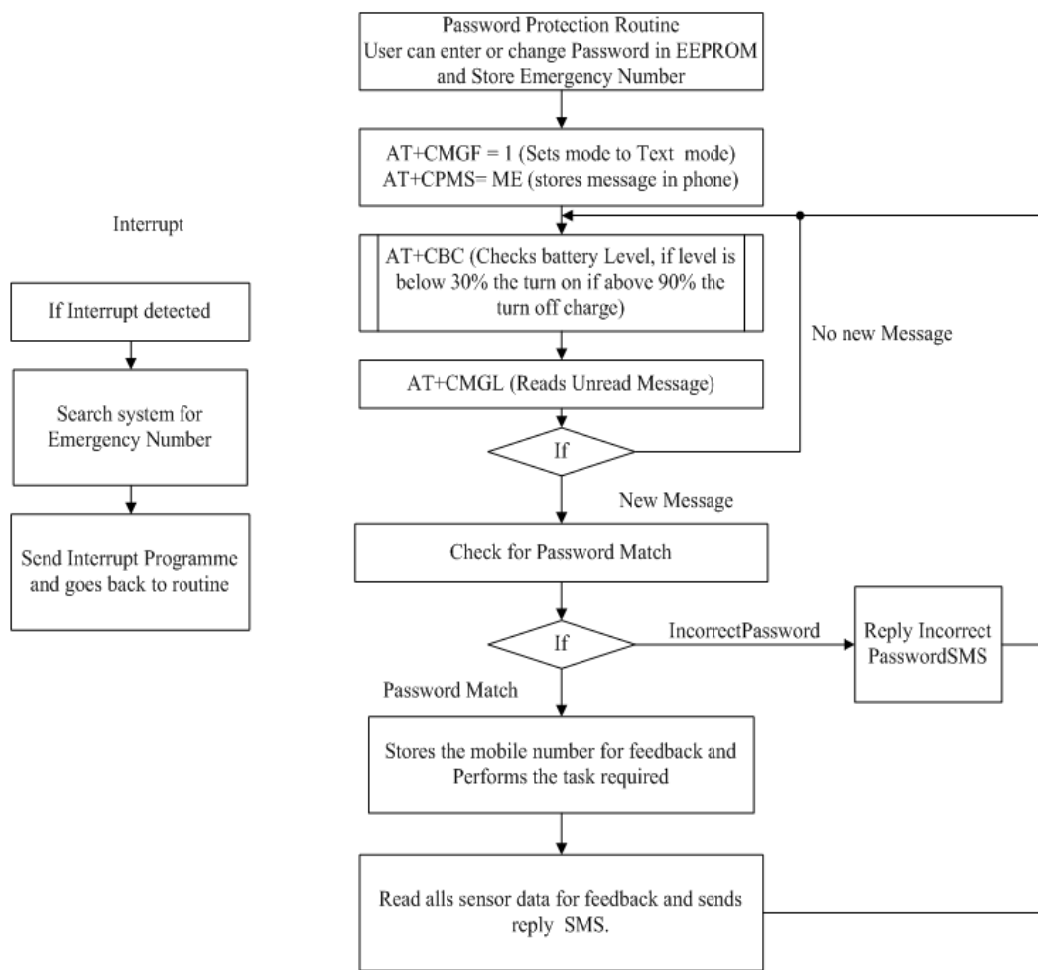 Password Protection Routine
User can enter or change Password in EEPROM
and Store Emergency Number
AT+CMGF = 1 (Sets mode to Text mode)
AT+CPMS= ME (stores message in phone)
Interrupt
AT+CBC (Checks battery Level, if level is
below 30% the turn on if above 90% the
turn off charge)
If Interrupt detected
No new Message
AT+CMGL (Reads Unread Message)
Search system for
Emergency Number
If
New Message
Send Interrupt Programme
and goes back to routine
Check for Password Match
If
IncorrectPassword
Reply Incorrect
PasswordSMS
Password Match
Stores the mobile number for feedback and
Performs the task required
Read alls sensor data for feedback and sends
reply SMS.